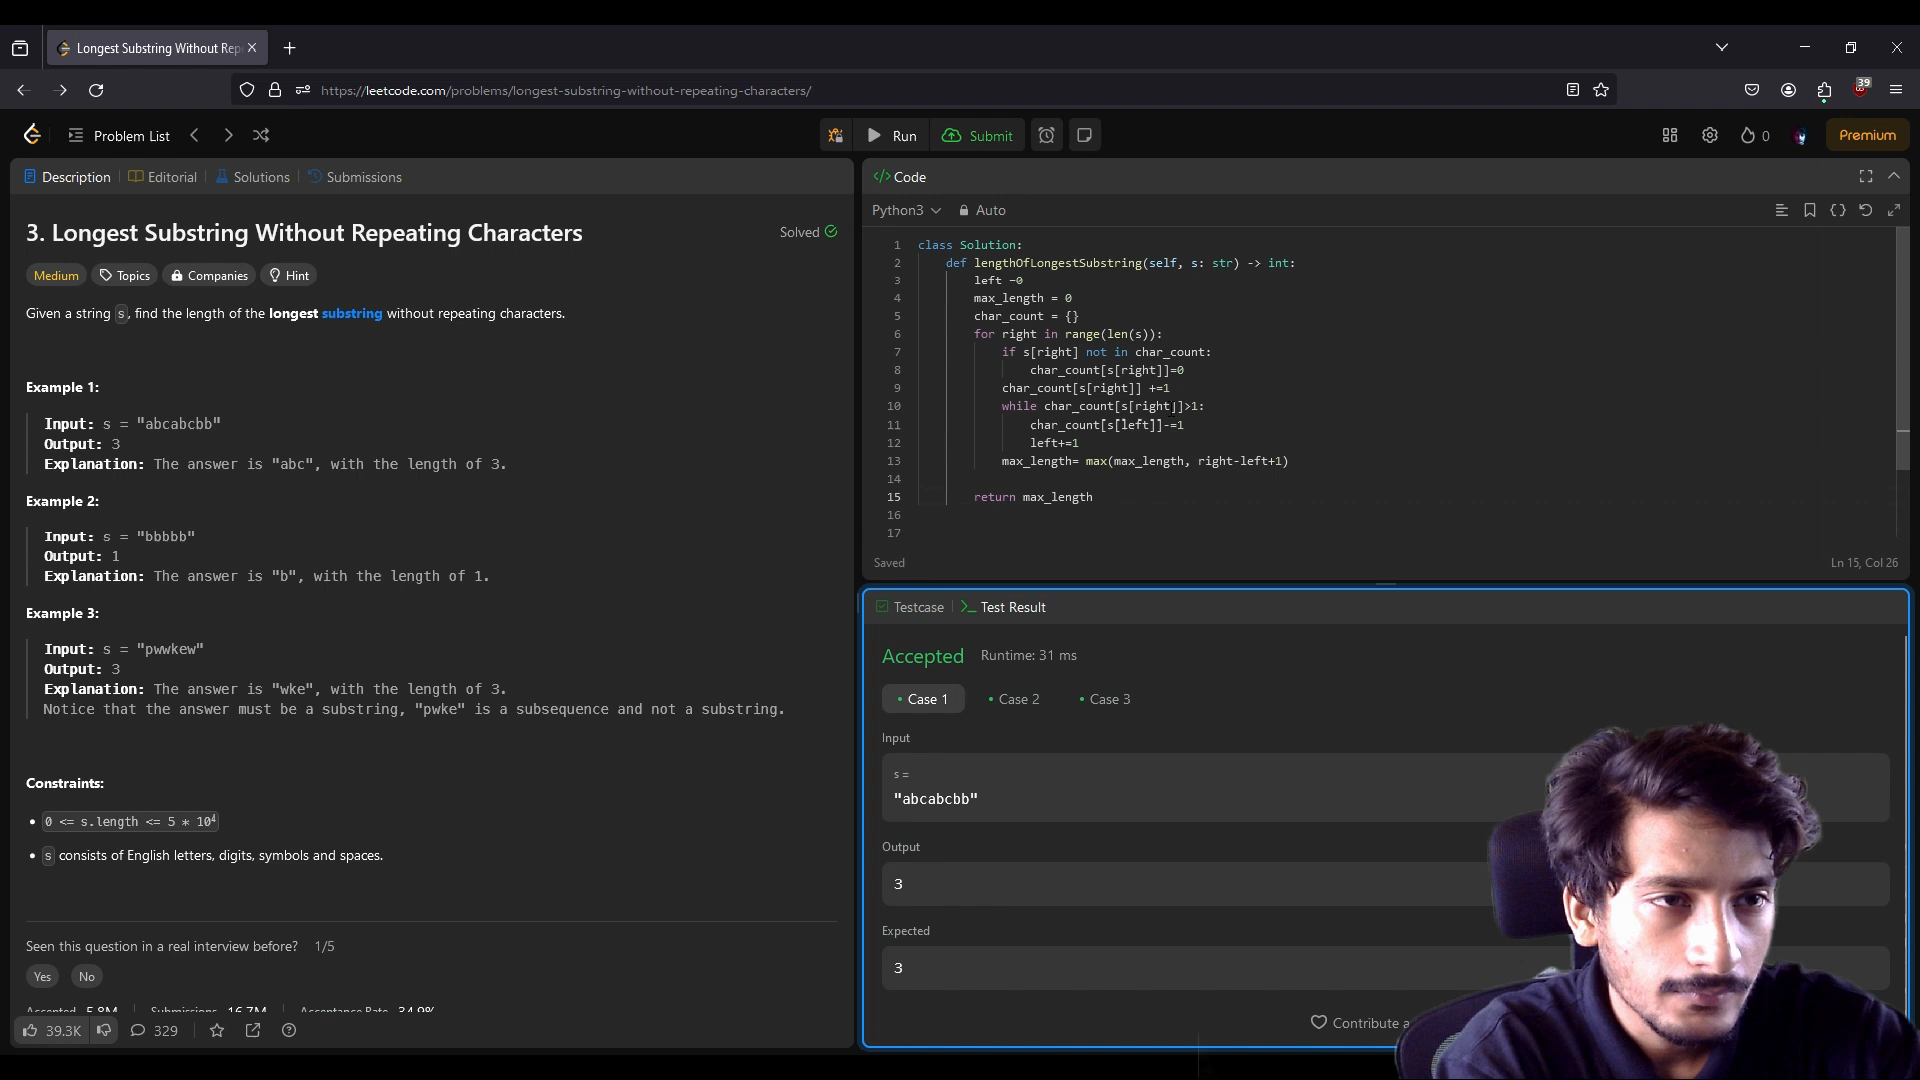 Longest Substring Without Rep
https://leetcode.com/problems/longest-substring-without-repeating-characters/
39
Problem List
Run
Submit
0
Premium
Description
Editorial
Solutions
Submissions
3. Longest Substring Without Repeating Characters
Solved
Medium
Topics
Companies
Hint
Given a string s, find the length of the longest substring without repeating characters.
Example 1:
Input: s = "abcabcbb"
Output: 3
Explanation: The answer is "abc", with the length of 3.
Example 2:
Input: s = "bbbbb"
Output: 1
Explanation: The answer is "b", with the length of 1.
Example 3:
Input: s = "pwwkew"
Output: 3
Explanation: The answer is "wke", with the length of 3.
Notice that the answer must be a substring, "pwke" is a subsequence and not a substring.
Constraints:
• 0 <= s.length <= 5 * 10⁴
• s consists of English letters, digits, symbols and spaces.
Seen this question in a real interview before? 1/5
Yes
No
Accepted 5.8M
Submissions 16.7M
Acceptance Rate 34.9%
39.3K
329
</> Code
Python3
Auto
1 class Solution:
2 def lengthOfLongestSubstring(self, s: str) -> int:
3 left =0
4 max_length = 0
5 char_count = {}
6 for right in range(len(s)):
7 if s[right] not in char_count:
8 char_count[s[right]]=0
9 char_count[s[right]] +=1
10 while char_count[s[right]]>1:
11 char_count[s[left]]-=1
12 left+=1
13 max_length= max(max_length, right-left+1)
14
15 return max_length
16
17
Saved
Ln 15, Col 26
Testcase
>_ Test Result
Accepted
Runtime: 31 ms
• Case 1
• Case 2
• Case 3
Input
s =
"abcabcbb"
Output
3
Expected
3
Contribute a